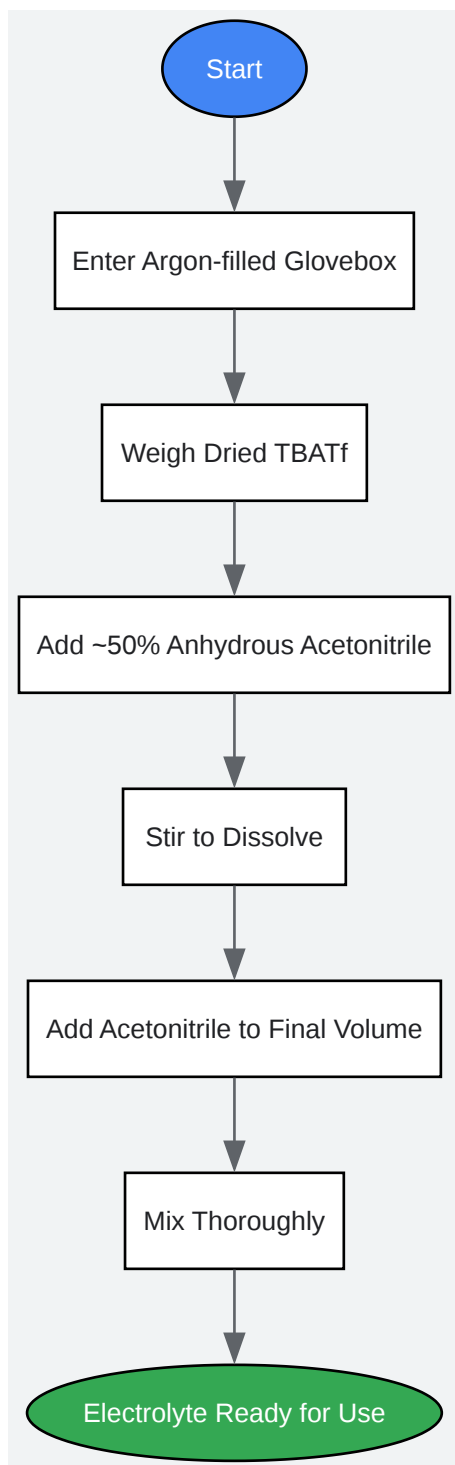 Start
Enter Argon-filled Glovebox
Weigh Dried TBATf
Add ~50% Anhydrous Acetonitrile
Stir to Dissolve
Add Acetonitrile to Final Volume
Mix Thoroughly
Electrolyte Ready for Use